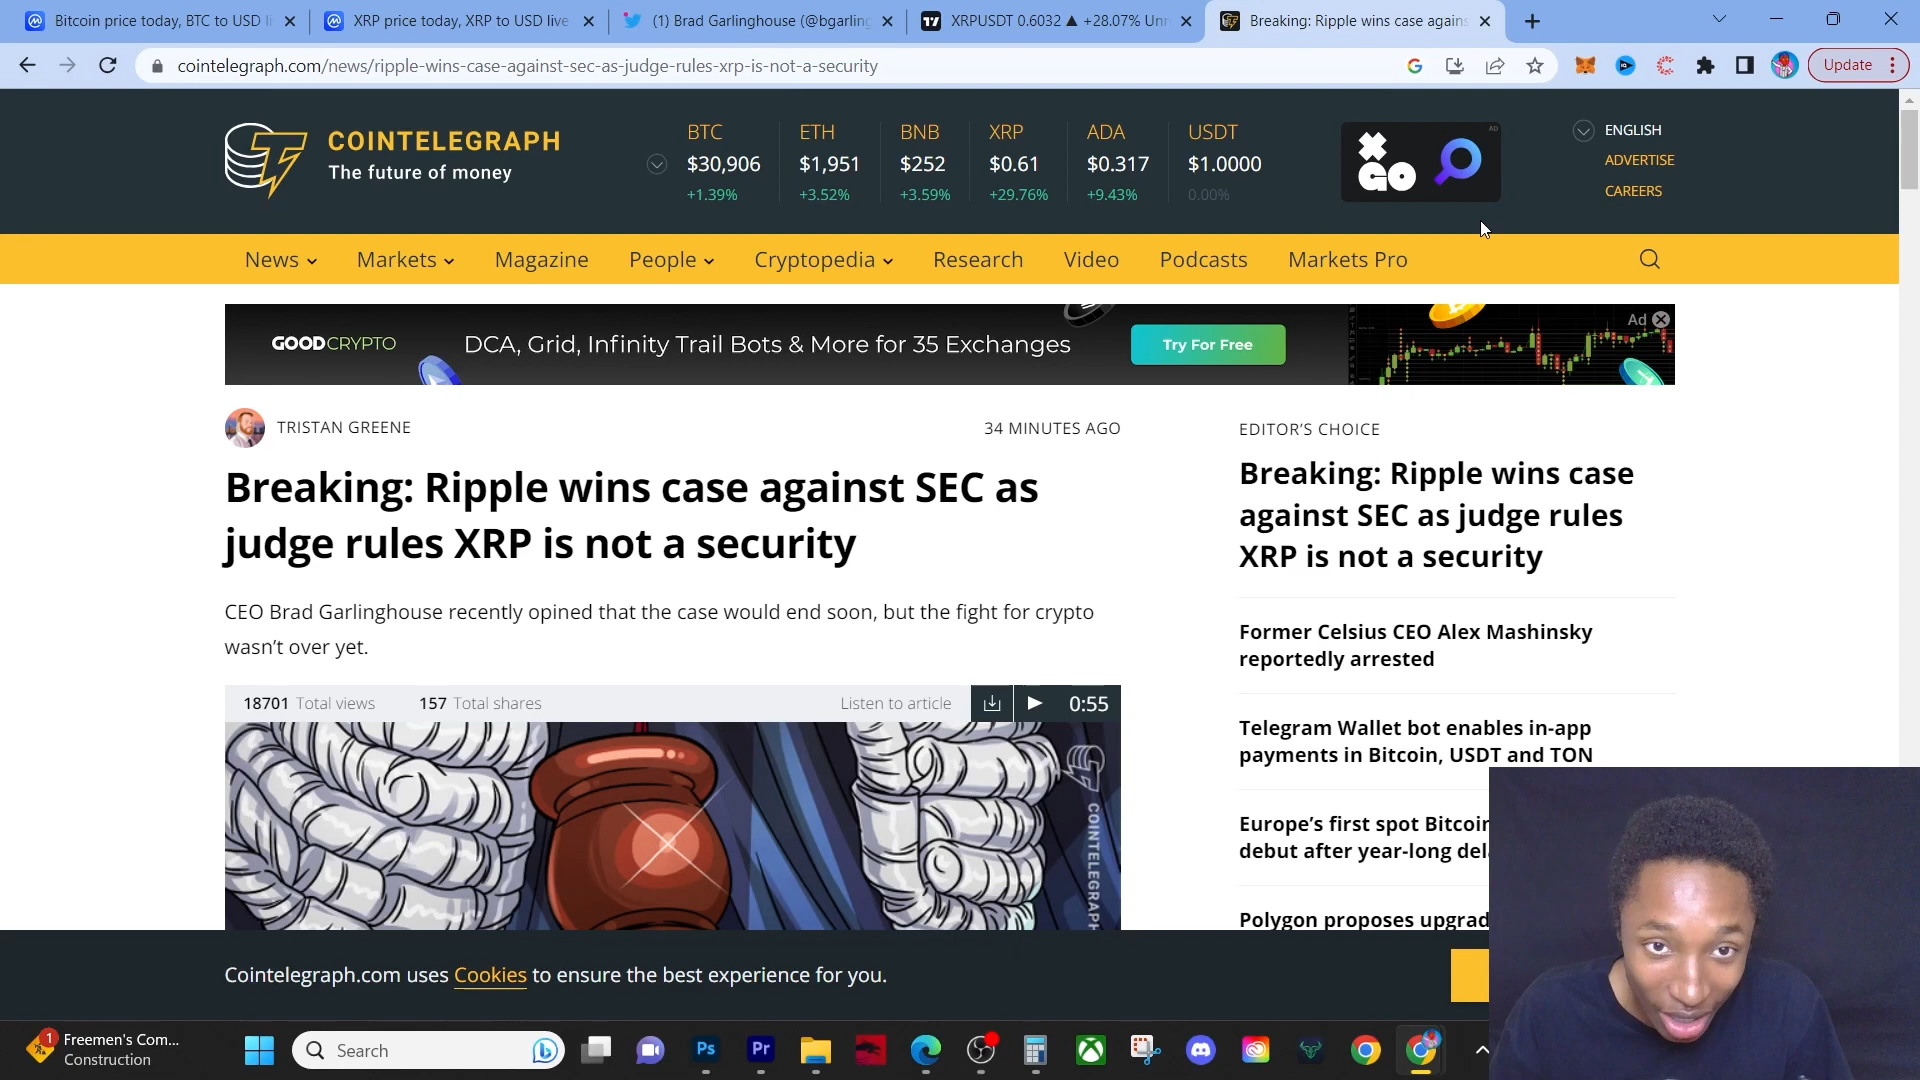 Bitcoin price today, BTC to USD li
XRP price today, XRP to USD live
(1) Brad Garlinghouse (@bgarling
XRPUSDT 0.6032 ▲ +28.07% Unn
Breaking: Ripple wins case agains
cointelegraph.com/news/ripple-wins-case-against-sec-as-judge-rules-xrp-is-not-a-security
Update
COINTELEGRAPH
The future of money
BTC
$30,906
+1.39%
ETH
$1,951
+3.52%
BNB
$252
+3.59%
XRP
$0.61
+29.76%
ADA
$0.317
+9.43%
USDT
$1.0000
0.00%
AD
X
GO
ENGLISH
ADVERTISE
CAREERS
News
Markets
Magazine
People
Cryptopedia
Research
Video
Podcasts
Markets Pro
GOODCRYPTO
DCA, Grid, Infinity Trail Bots & More for 35 Exchanges
Try For Free
Ad
TRISTAN GREENE
34 MINUTES AGO
Breaking: Ripple wins case against SEC as
judge rules XRP is not a security
CEO Brad Garlinghouse recently opined that the case would end soon, but the fight for crypto
wasn't over yet.
18701 Total views
157 Total shares
Listen to article
0:55
COINTELEGRAPH
EDITOR'S CHOICE
Breaking: Ripple wins case
against SEC as judge rules
XRP is not a security
Former Celsius CEO Alex Mashinsky
reportedly arrested
Telegram Wallet bot enables in-app
payments in Bitcoin, USDT and TON
Europe's first spot Bitcoin
debut after year-long del
Polygon proposes upgrad
Cointelegraph.com uses Cookies to ensure the best experience for you.
1
Freemen's Com...
Construction
Search
Ps
Pr